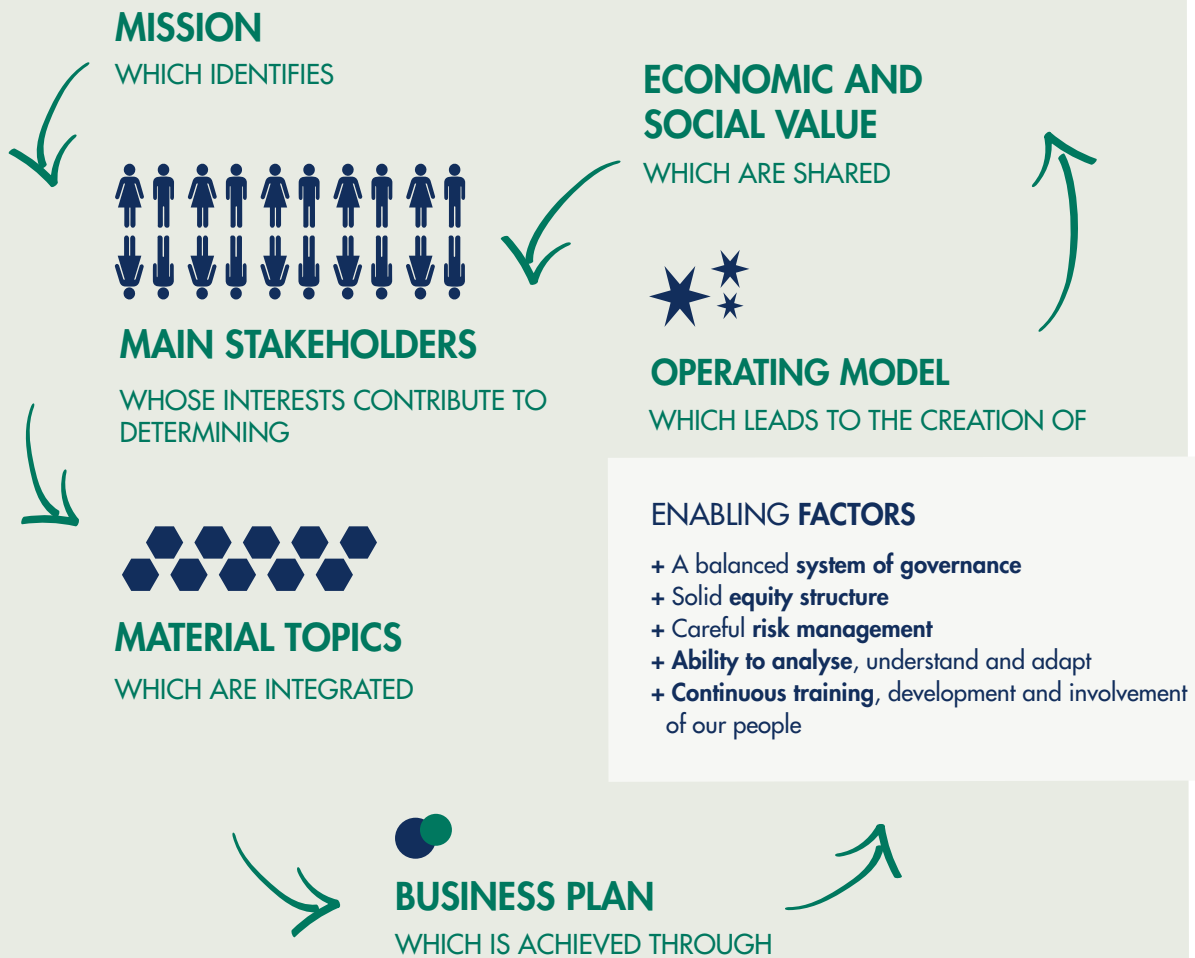 MISSION
WHICH IDENTIFIES
MAIN STAKEHOLDERS
WHOSE INTERESTS CONTRIBUTE TO
DETERMINING
MATERIAL TOPICS
WHICH ARE INTEGRATED
BUSINESS PLAN
WHICH IS ACHIEVED THROUGH
ENABLING FACTORS
+ A balanced system of governance
+ Solid equity structure
+ Careful risk management
+ Ability to analyse, understand and adapt
+ Continuous training, development and involvement
of our people
OPERATING MODEL
WHICH LEADS TO THE CREATION OF
ECONOMIC AND
SOCIAL VALUE
WHICH ARE SHARED